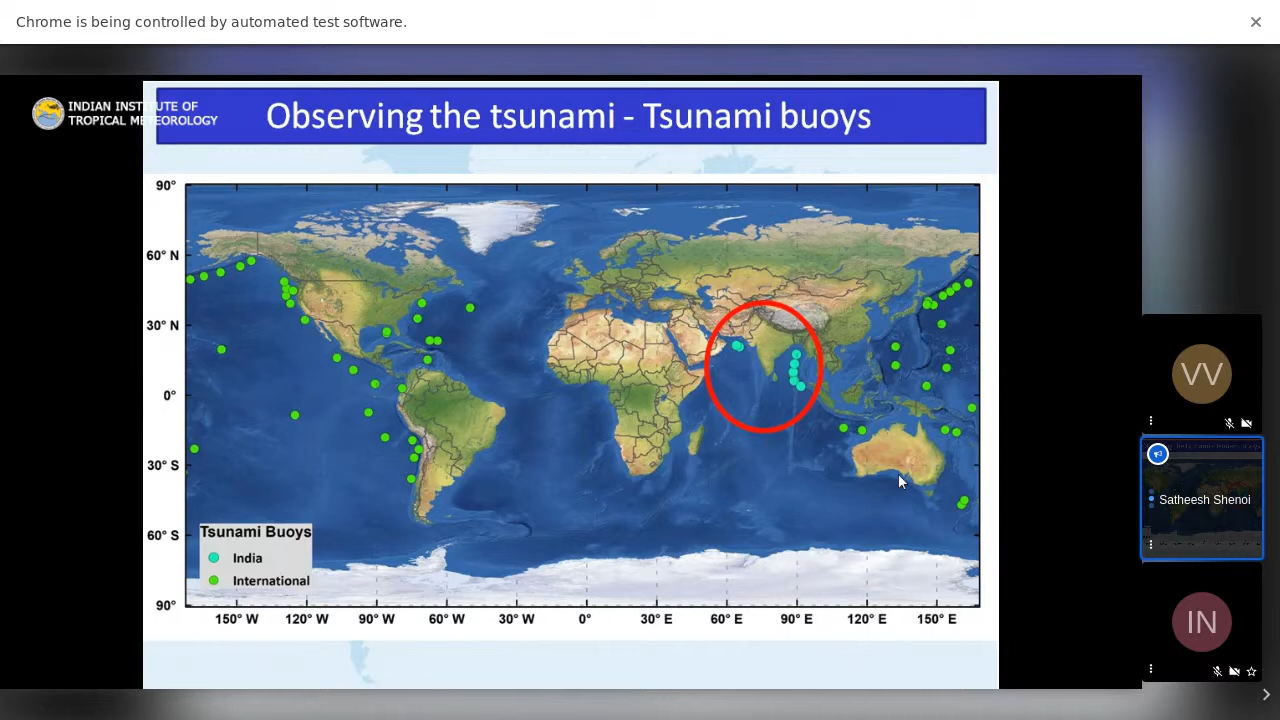 Chrome is being controlled by automated test software.
INDIAN INSTITUTE OF
TROPICAL METEOROLOGY
Observing the tsunami - Tsunami buoys
90°
60° N
30° N
0°
30° S
60° S
90°
150° W 120° W 90° W 60° W 30° W 0° 30° E 60° E 90° E 120° E 150° E
Tsunami Buoys
India
International
VV
Satheesh Shenoi
IN